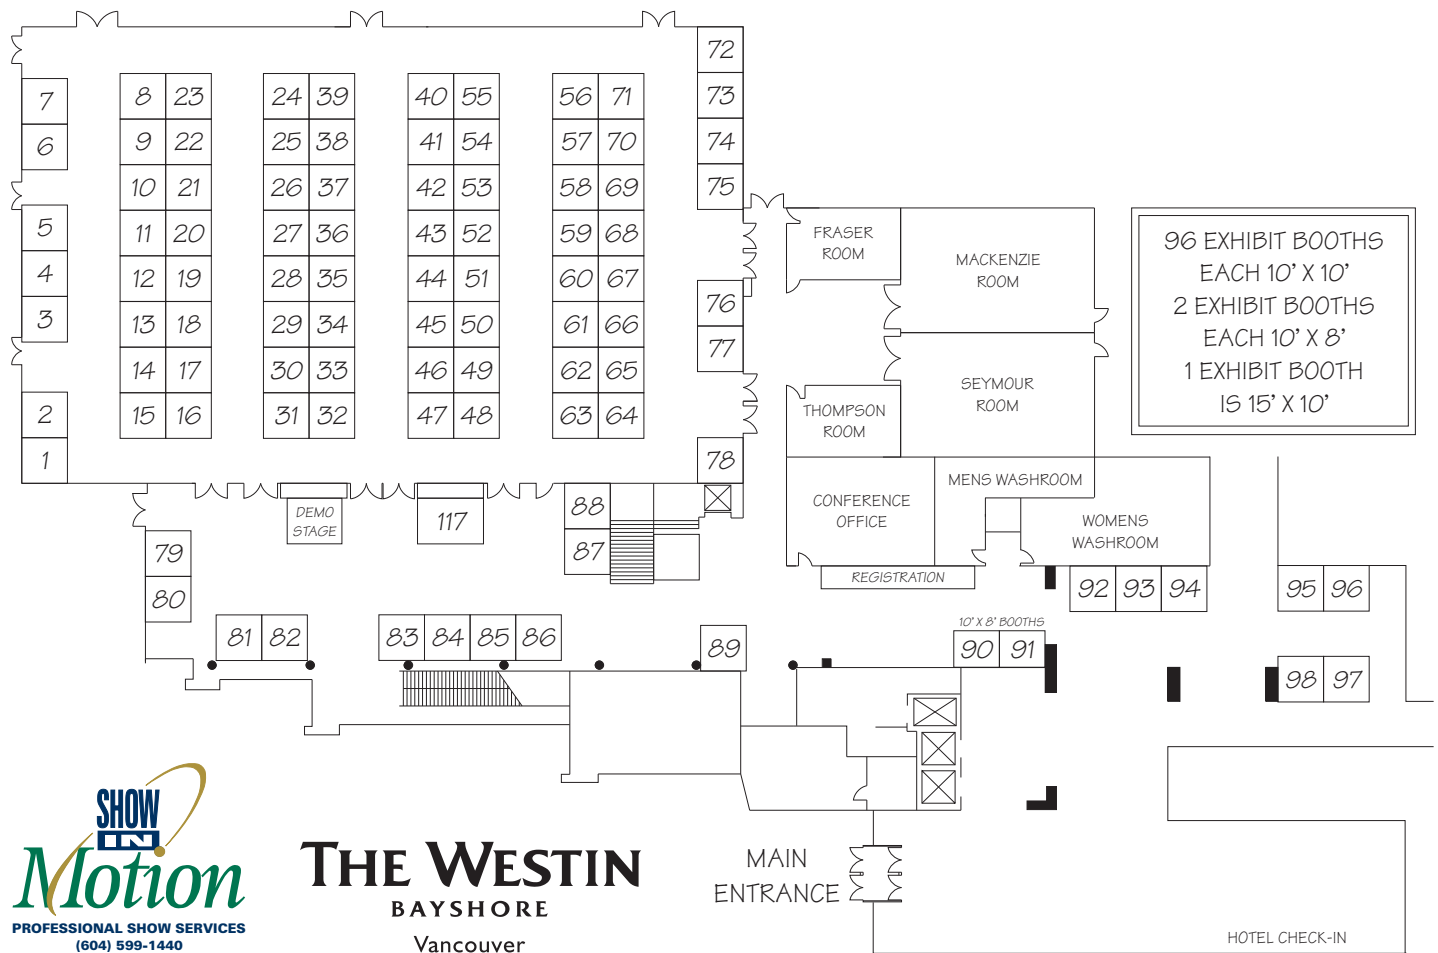 72
7 8 23 24 39 40 55 56 71 73
6 9 22 25 38 41 54 57 70 74
10 21 26 37 42 53 58 69 75
5 11 20 27 36 43 52 59 68
4 12 19 28 35 44 51 60 67 76
3 13 18 29 34 45 50 61 66 77
14 17 30 33 46 49 62 65
2 15 16 31 32 47 48 63 64
1 78
FRASER
ROOM
MACKENZIE
ROOM
96 EXHIBIT BOOTHS
EACH 10' X 10'
2 EXHIBIT BOOTHS
EACH 10' X 8'
1 EXHIBIT BOOTH
IS 15' X 10'
THOMPSON
ROOM
SEYMOUR
ROOM
CONFERENCE
OFFICE
MENS WASHROOM
WOMENS
WASHROOM
REGISTRATION
DEMO
STAGE
117
88
87
79
80
81 82 83 84 85 86 89
10' X 8' BOOTHS
90 91
92 93 94 95 96
98 97
SHOW
IN
Motion
PROFESSIONAL SHOW SERVICES
(604) 599-1440
THE WESTIN
BAYSHORE
Vancouver
MAIN
ENTRANCE
HOTEL CHECK-IN